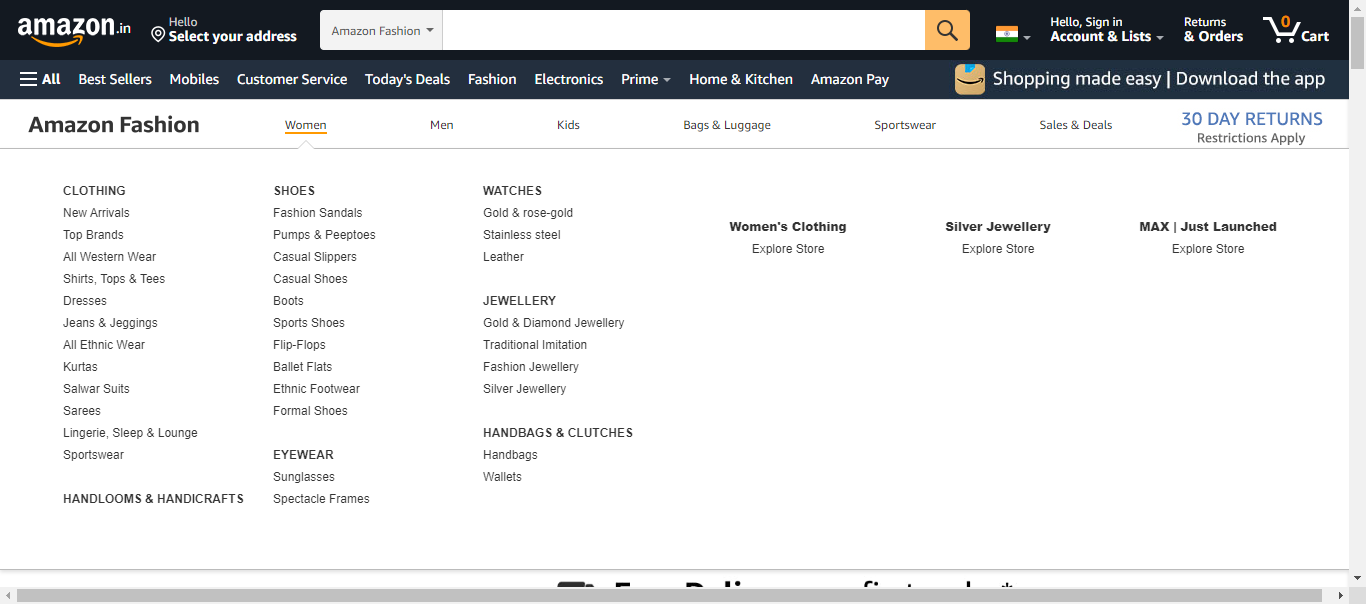 amazon.in
Hello
Select your address
Amazon Fashion
Hello, Sign in
Account & Lists
Returns
& Orders
0
Cart
All
Best Sellers
Mobiles
Customer Service
Today's Deals
Fashion
Electronics
Prime
Home & Kitchen
Amazon Pay
Shopping made easy | Download the app
Amazon Fashion
Women
Men
Kids
Bags & Luggage
Sportswear
Sales & Deals
30 DAY RETURNS
Restrictions Apply
CLOTHING
New Arrivals
Top Brands
All Western Wear
Shirts, Tops & Tees
Dresses
Jeans & Jeggings
All Ethnic Wear
Kurtas
Salwar Suits
Sarees
Lingerie, Sleep & Lounge
Sportswear
HANDLOOMS & HANDICRAFTS
SHOES
Fashion Sandals
Pumps & Peeptoes
Casual Slippers
Casual Shoes
Boots
Sports Shoes
Flip-Flops
Ballet Flats
Ethnic Footwear
Formal Shoes
EYEWEAR
Sunglasses
Spectacle Frames
WATCHES
Gold & rose-gold
Stainless steel
Leather
JEWELLERY
Gold & Diamond Jewellery
Traditional Imitation
Fashion Jewellery
Silver Jewellery
HANDBAGS & CLUTCHES
Handbags
Wallets
Women's Clothing
Explore Store
Silver Jewellery
Explore Store
MAX | Just Launched
Explore Store